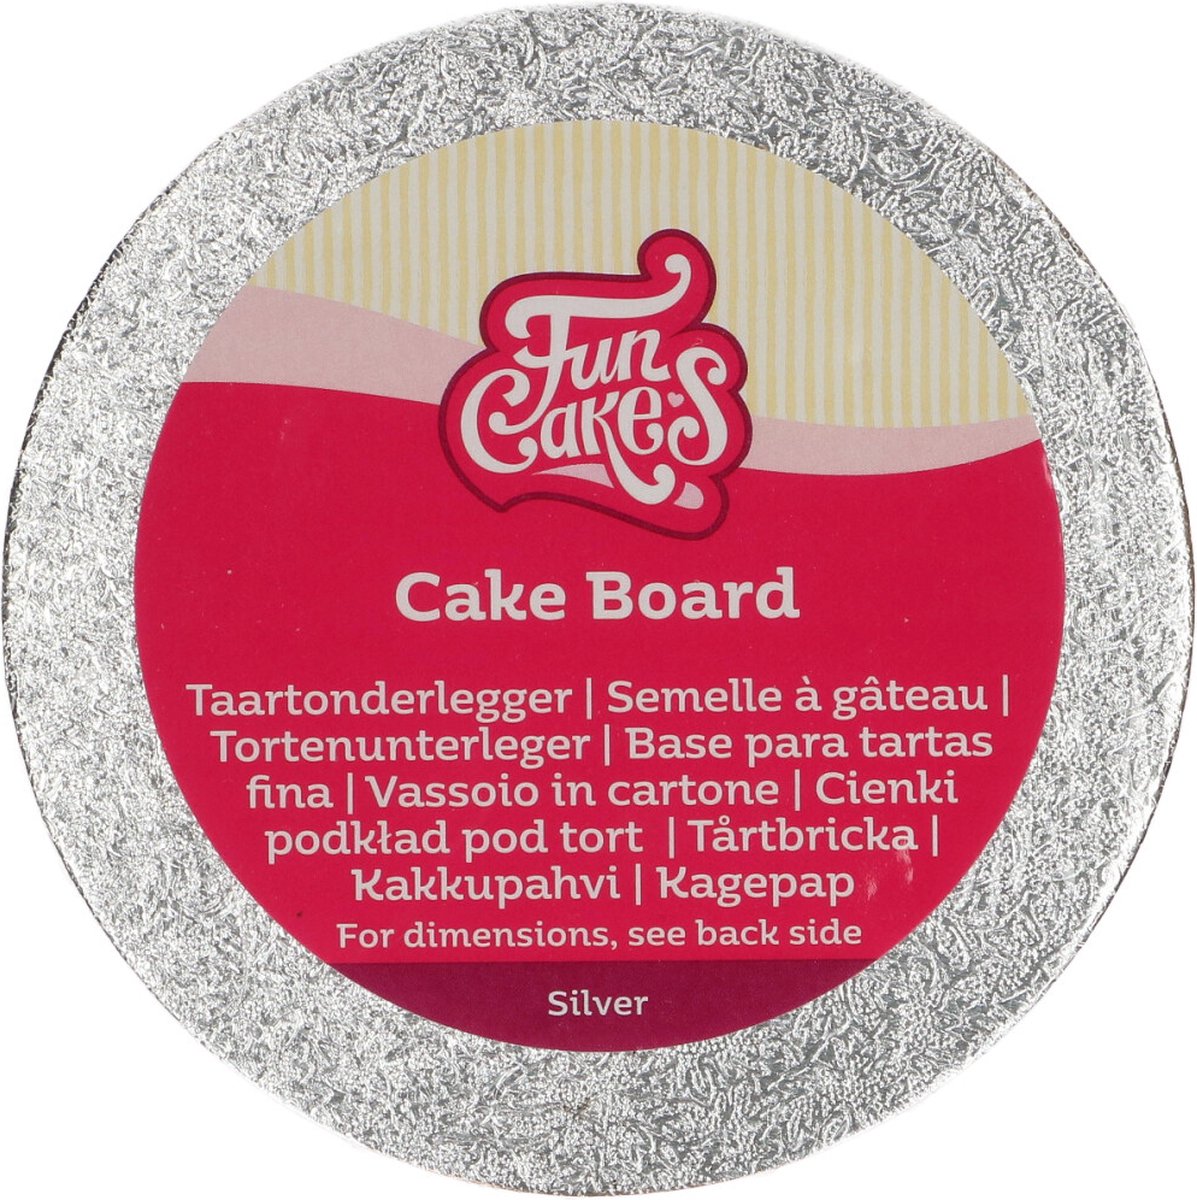 Fun
Cakes
Cake Board
Taartonderlegger | Semelle à gâteau |
Tortenunterleger | Base para tartas
fina | Vassoio in cartone | Cienki
podkład pod tort | Tårtbricka |
Kakkupahvi | Kagepap
For dimensions, see back side
Silver